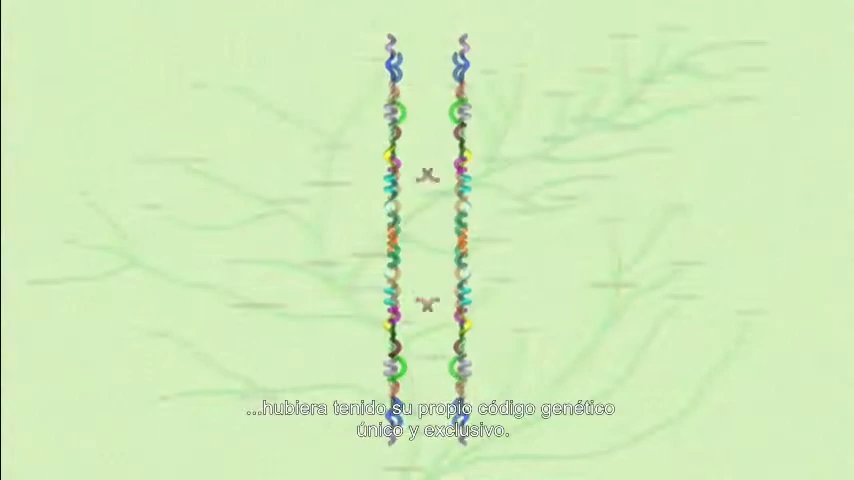 ...hubiera tenido su propio código genético
único y exclusivo.